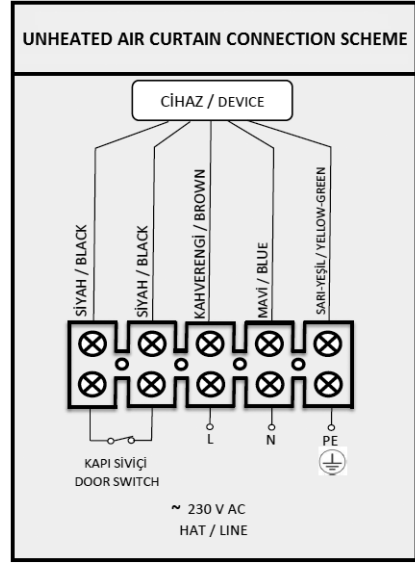 UNHEATED AIR CURTAIN CONNECTION SCHEME
CİHAZ / DEVICE
SİYAH / BLACK
SİYAH / BLACK
KAHVERENGİ / BROWN
MAVİ / BLUE
SARI-YEŞİL / YELLOW-GREEN
L
N
PE
KAPI SİVİÇİ
DOOR SWITCH
~ 230 V AC
HAT / LINE